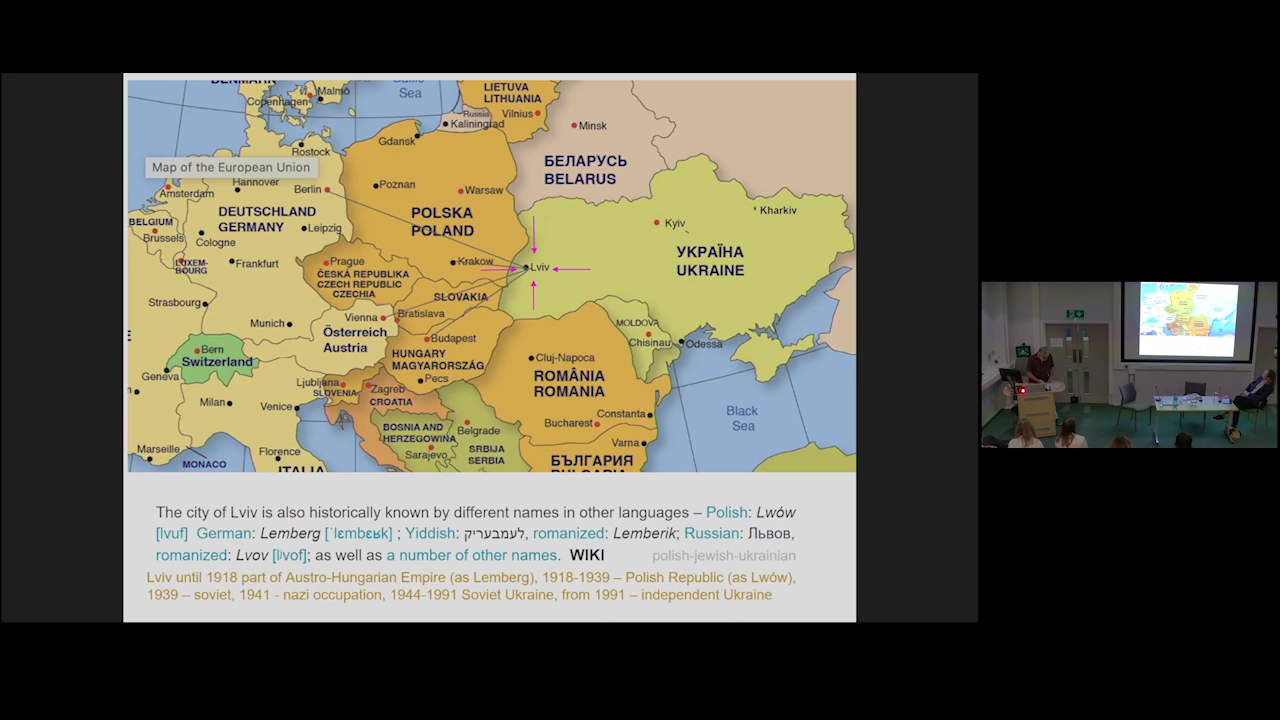 DENMARK
Malmö
Copenhagen
Baltic
Sea
LIETUVA
LITHUANIA
Russia
Vilnius
Kaliningrad
Minsk
Gdansk
Rostock
БЕЛАРУСЬ
BELARUS
Map of the European Union
Hannover
Berlin
Poznan
Warsaw
Amsterdam
DEUTSCHLAND
GERMANY
POLSKA
POLAND
Kharkiv
Kyiv
BELGIUM
Brussels
Leipzig
Cologne
УКРАЇНА
UKRAINE
LUXEM-
BOURG
Frankfurt
Prague
Krakow
Lviv
ČESKÁ REPUBLIKA
CZECH REPUBLIC
CZECHIA
SLOVAKIA
Strasbourg
Vienna
Bratislava
Munich
Österreich
Austria
MOLDOVA
Chisinau
Odessa
Budapest
Bern
Switzerland
HUNGARY
MAGYARORSZÁG
Cluj-Napoca
Geneva
Pecs
ROMÂNIA
ROMANIA
Ljubljana
SLOVENIA
Zagreb
CROATIA
Milan
Venice
Constanta
Black
Sea
Bucharest
BOSNIA AND
HERZEGOWINA
Belgrade
Varna
Marseille
Florence
Sarajevo
SRBIJA
SERBIA
MONACO
ITALIA
БЪЛГАРИЯ
BULGARIA
The city of Lviv is also historically known by different names in other languages – Polish: Lwów
[lvuf] German: Lemberg [ˈlɛmbɛʁk] ; Yiddish: לעמבעריק, romanized: Lemberik; Russian: Львов,
romanized: Lvov [lʲvof]; as well as a number of other names. WIKI polish-jewish-ukrainian
Lviv until 1918 part of Austro-Hungarian Empire (as Lemberg), 1918-1939 – Polish Republic (as Lwów),
1939 – soviet, 1941 - nazi occupation, 1944-1991 Soviet Ukraine, from 1991 – independent Ukraine